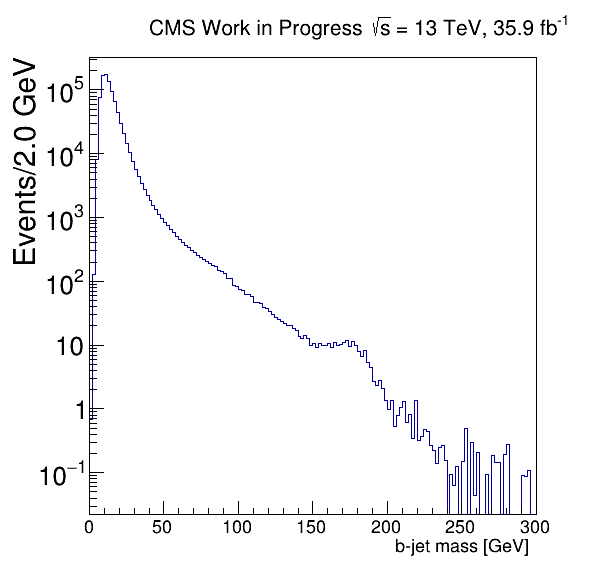 CMS Work in Progress √s = 13 TeV, 35.9 fb⁻¹
Events/2.0 GeV
10⁵
10⁴
10³
10²
10
1
10⁻¹
0 50 100 150 200 250 300
b-jet mass [GeV]